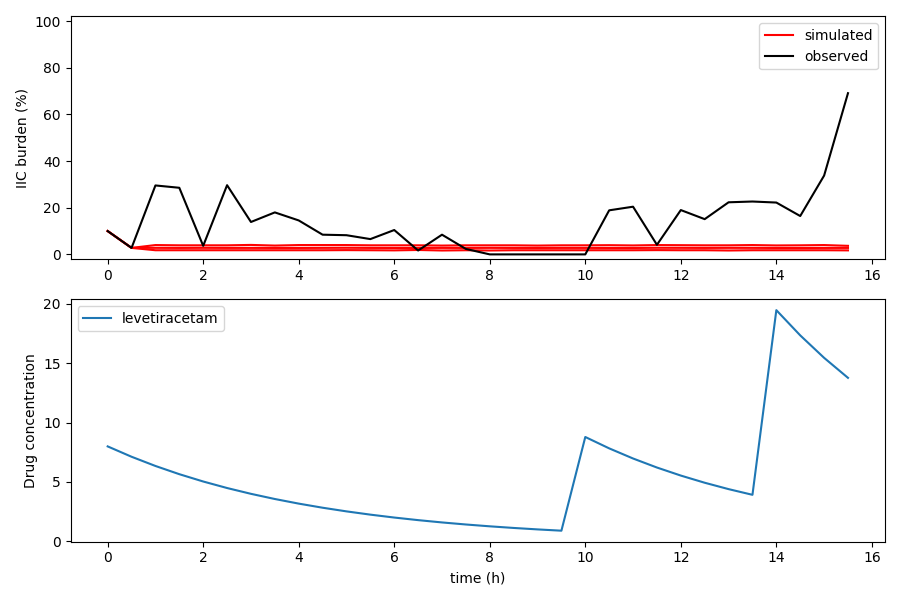 IIC burden (%)
100
80
60
40
20
0
simulated
observed
0 2 4 6 8 10 12 14 16
Drug concentration
20
15
10
5
0
levetiracetam
0 2 4 6 8 10 12 14 16
time (h)